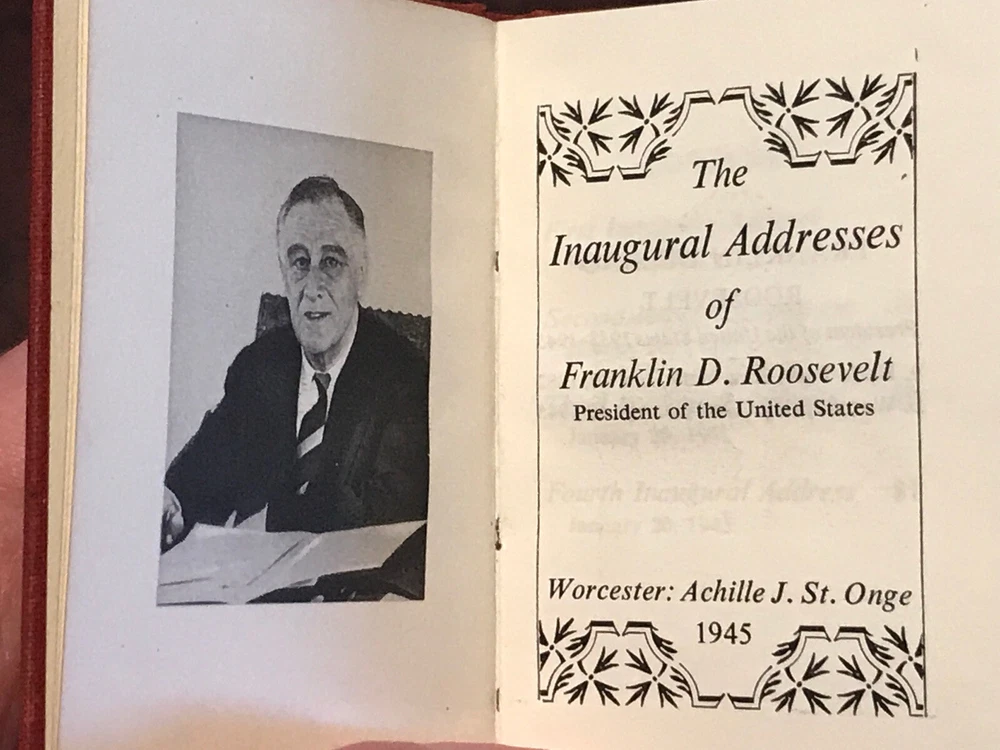 The
Inaugural Addresses
of
Franklin D. Roosevelt
President of the United States
Worcester: Achille J. St. Onge
1945